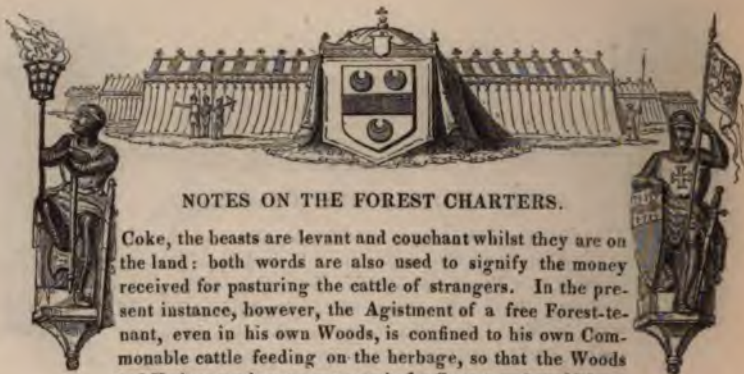 NOTES ON THE FOREST CHARTERS.
Coke, the beasts are levant and couchant whilst they are on
the land: both words are also used to signify the money
received for pasturing the cattle of strangers. In the pre-
sent instance, however, the Agistment of a free Forest-te-
nant, even in his own Woods, is confined to his own Com-
monable cattle feeding on the herbage, so that the Woods